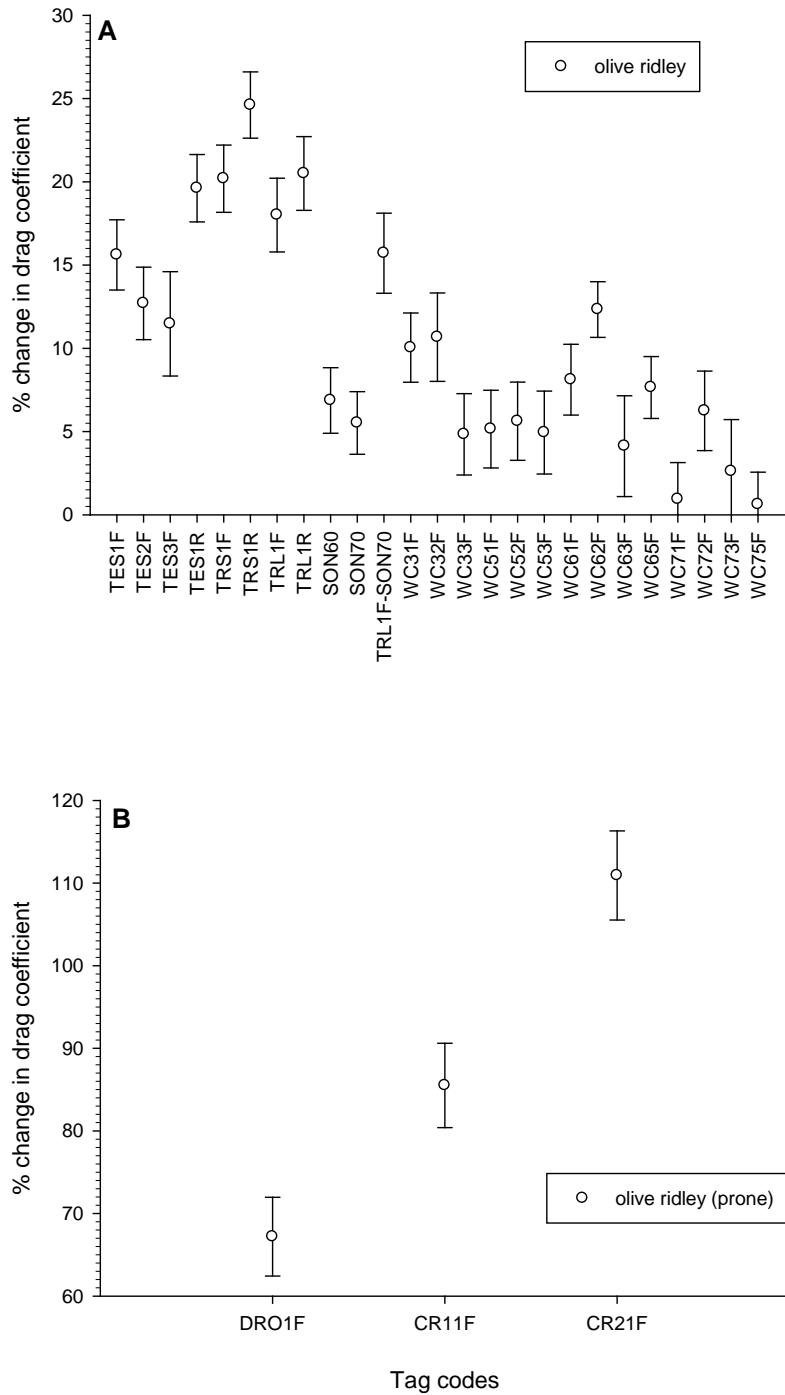 A
olive ridley
% change in drag coefficient
30
25
20
15
10
5
0
TES1F
TES2F
TES3F
TES1R
TRS1F
TRS1R
TRL1F
TRL1R
SON60
SON70
TRL1F-SON70
WC31F
WC32F
WC33F
WC51F
WC52F
WC53F
WC61F
WC62F
WC63F
WC65F
WC71F
WC72F
WC73F
WC75F
B
olive ridley (prone)
% change in drag coefficient
120
110
100
90
80
70
60
DRO1F CR11F CR21F
Tag codes